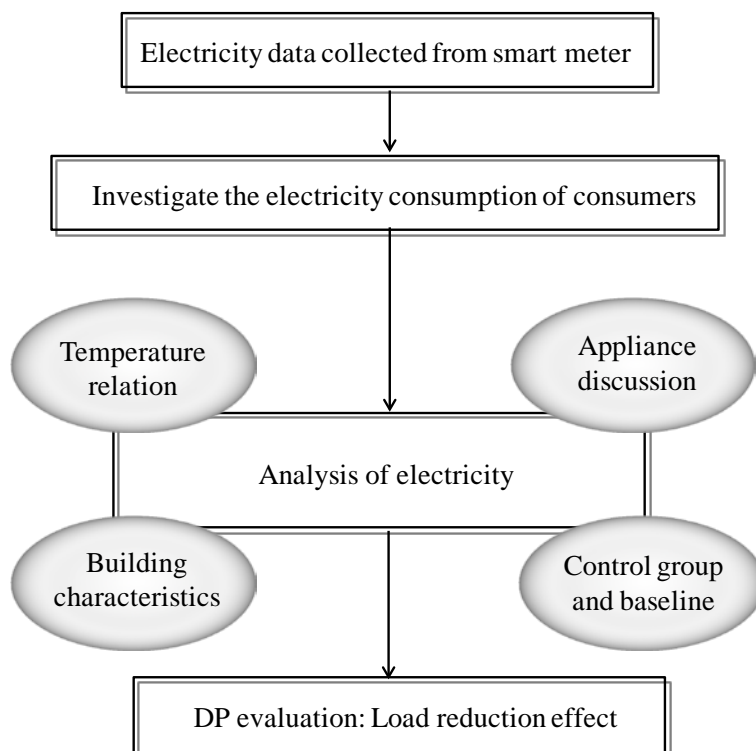 Electricity data collected from smart meter
Investigate the electricity consumption of consumers
Temperature
relation
Appliance
discussion
Analysis of electricity
Building
characteristics
Control group
and baseline
DP evaluation: Load reduction effect